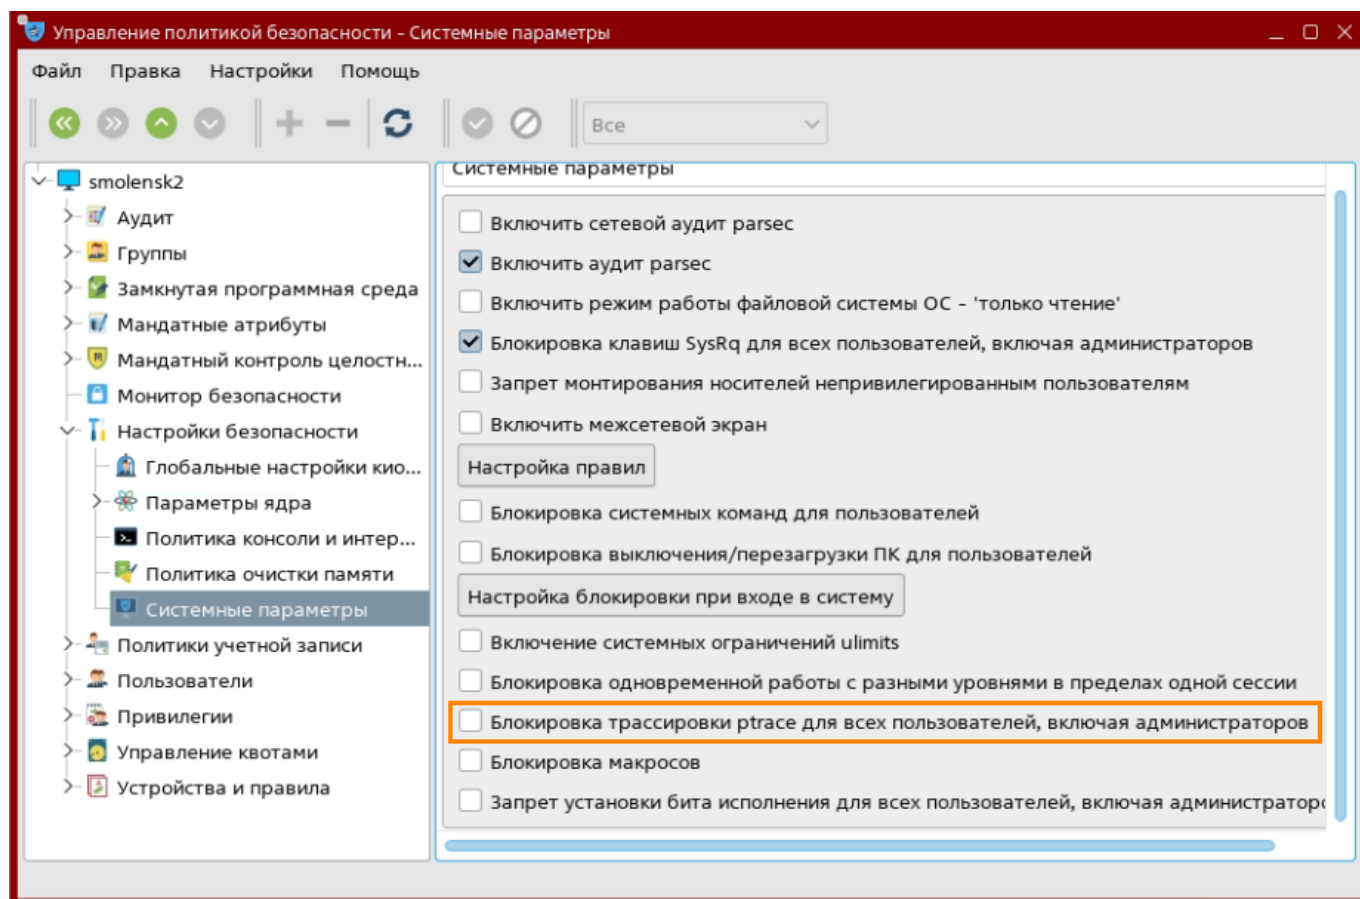 Управление политикой безопасности - Системные параметры
Файл Правка Настройки Помощь
Все
smolensk2
Аудит
Группы
Замкнутая программная среда
Мандатные атрибуты
Мандатный контроль целостн...
Монитор безопасности
Настройки безопасности
Глобальные настройки кио...
Параметры ядра
Политика консоли и интер...
Политика очистки памяти
Системные параметры
Политики учетной записи
Пользователи
Привилегии
Управление квотами
Устройства и правила
Системные параметры
Включить сетевой аудит parsec
Включить аудит parsec
Включить режим работы файловой системы ОС - 'только чтение'
Блокировка клавиш SysRq для всех пользователей, включая администраторов
Запрет монтирования носителей непривилегированным пользователям
Включить межсетевой экран
Настройка правил
Блокировка системных команд для пользователей
Блокировка выключения/перезагрузки ПК для пользователей
Настройка блокировки при входе в систему
Включение системных ограничений ulimits
Блокировка одновременной работы с разными уровнями в пределах одной сессии
Блокировка трассировки ptrace для всех пользователей, включая администраторов
Блокировка макросов
Запрет установки бита исполнения для всех пользователей, включая администраторо